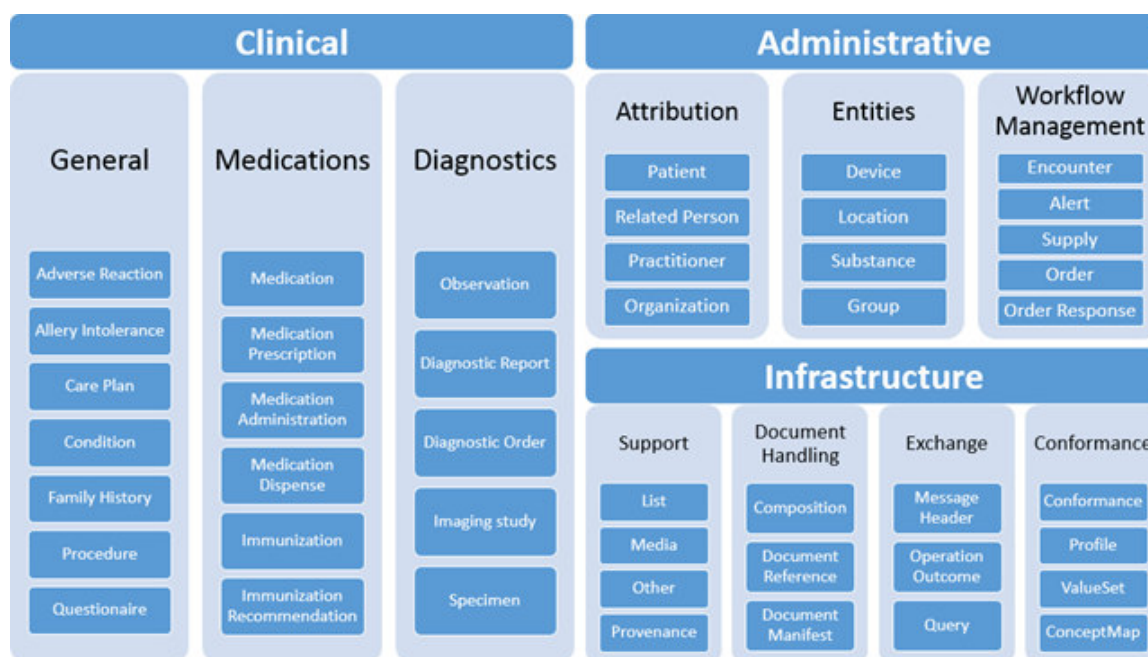 Clinical
General
Adverse Reaction
Allery Intolerance
Care Plan
Condition
Family History
Procedure
Questionaire
Medications
Medication
Medication
Prescription
Medication
Administration
Medication
Dispense
Immunization
Immunization
Recommendation
Diagnostics
Observation
Diagnostic Report
Diagnostic Order
Imaging study
Specimen
Administrative
Attribution
Patient
Related Person
Practitioner
Organization
Entities
Device
Location
Substance
Group
Workflow
Management
Encounter
Alert
Supply
Order
Order Response
Infrastructure
Support
List
Media
Other
Provenance
Document
Handling
Composition
Document
Reference
Document
Manifest
Exchange
Message
Header
Operation
Outcome
Query
Conformance
Conformance
Profile
ValueSet
ConceptMap